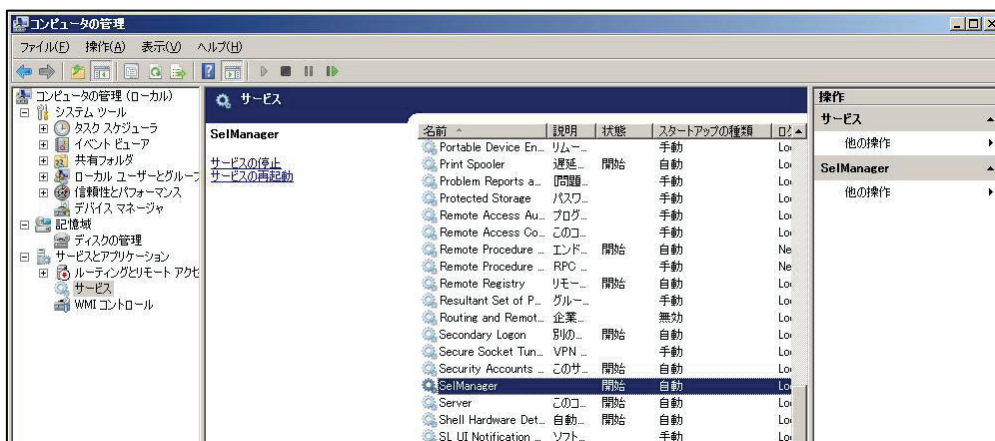 コンピュータの管理
ファイル(F) 操作(A) 表示(V) ヘルプ(H)
コンピュータの管理 (ローカル)
システム ツール
タスク スケジューラ
イベント ビューア
共有フォルダ
ローカル ユーザーとグルー
信頼性とパフォーマンス
デバイス マネージャ
記憶域
ディスクの管理
サービスとアプリケーション
ルーティングとリモート アクセ
サービス
WMI コントロール
サービス
SelManager
サービスの停止
サービスの再起動
名前 説明 状態 スタートアップの種類 ログ
Portable Device En... リムー... 手動 Lo
Print Spooler 遅延... 開始 自動 Lo
Problem Reports a... 問題... 手動 Lo
Protected Storage パスワ... 手動 Lo
Remote Access Au... プログ... 手動 Lo
Remote Access Co... このコ... 手動 Lo
Remote Procedure ... エンド... 開始 自動 Ne
Remote Procedure ... RPC ... 手動 Ne
Remote Registry リモー... 開始 自動 Lo
Resultant Set of P... グルー... 手動 Lo
Routing and Remot... 企業... 無効 Lo
Secondary Logon 別の... 開始 自動 Lo
Secure Socket Tun... VPN ... 手動 Lo
Security Accounts ... このサ... 開始 自動 Lo
SelManager 開始 自動 Lo
Server このコ... 開始 自動 Lo
Shell Hardware Det... 自動... 開始 自動 Lo
SL UI Notification ... ソフト... 手動 Lo
操作
サービス
他の操作
SelManager
他の操作